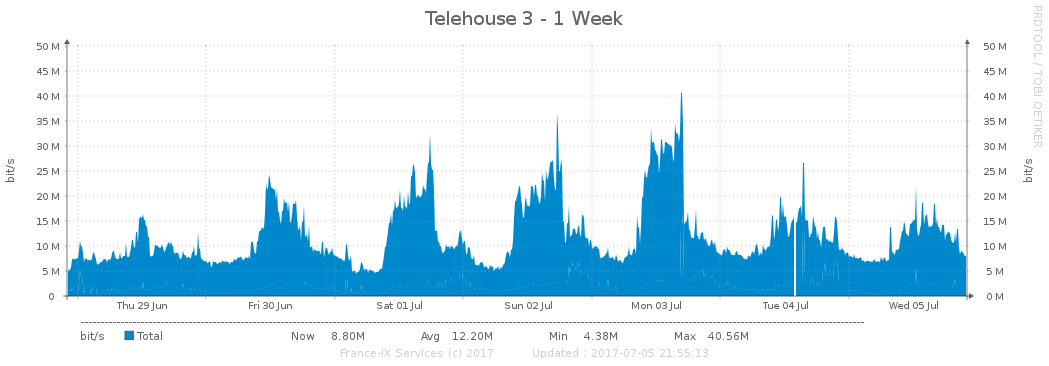 Telehouse 3 - 1 Week
RRDTOOL / TOBI OETIKER
bit/s
50 M 50 M
45 M 45 M
40 M 40 M
35 M 35 M
30 M 30 M
25 M 25 M
20 M 20 M
15 M 15 M
10 M 10 M
5 M 5 M
0 0 M
bit/s
Thu 29 Jun Fri 30 Jun Sat 01 Jul Sun 02 Jul Mon 03 Jul Tue 04 Jul Wed 05 Jul
bit/s Total Now 8.80M Avg 12.20M Min 4.38M Max 40.56M
France-IX Services (c) 2017 Updated : 2017-07-05 21:55:13